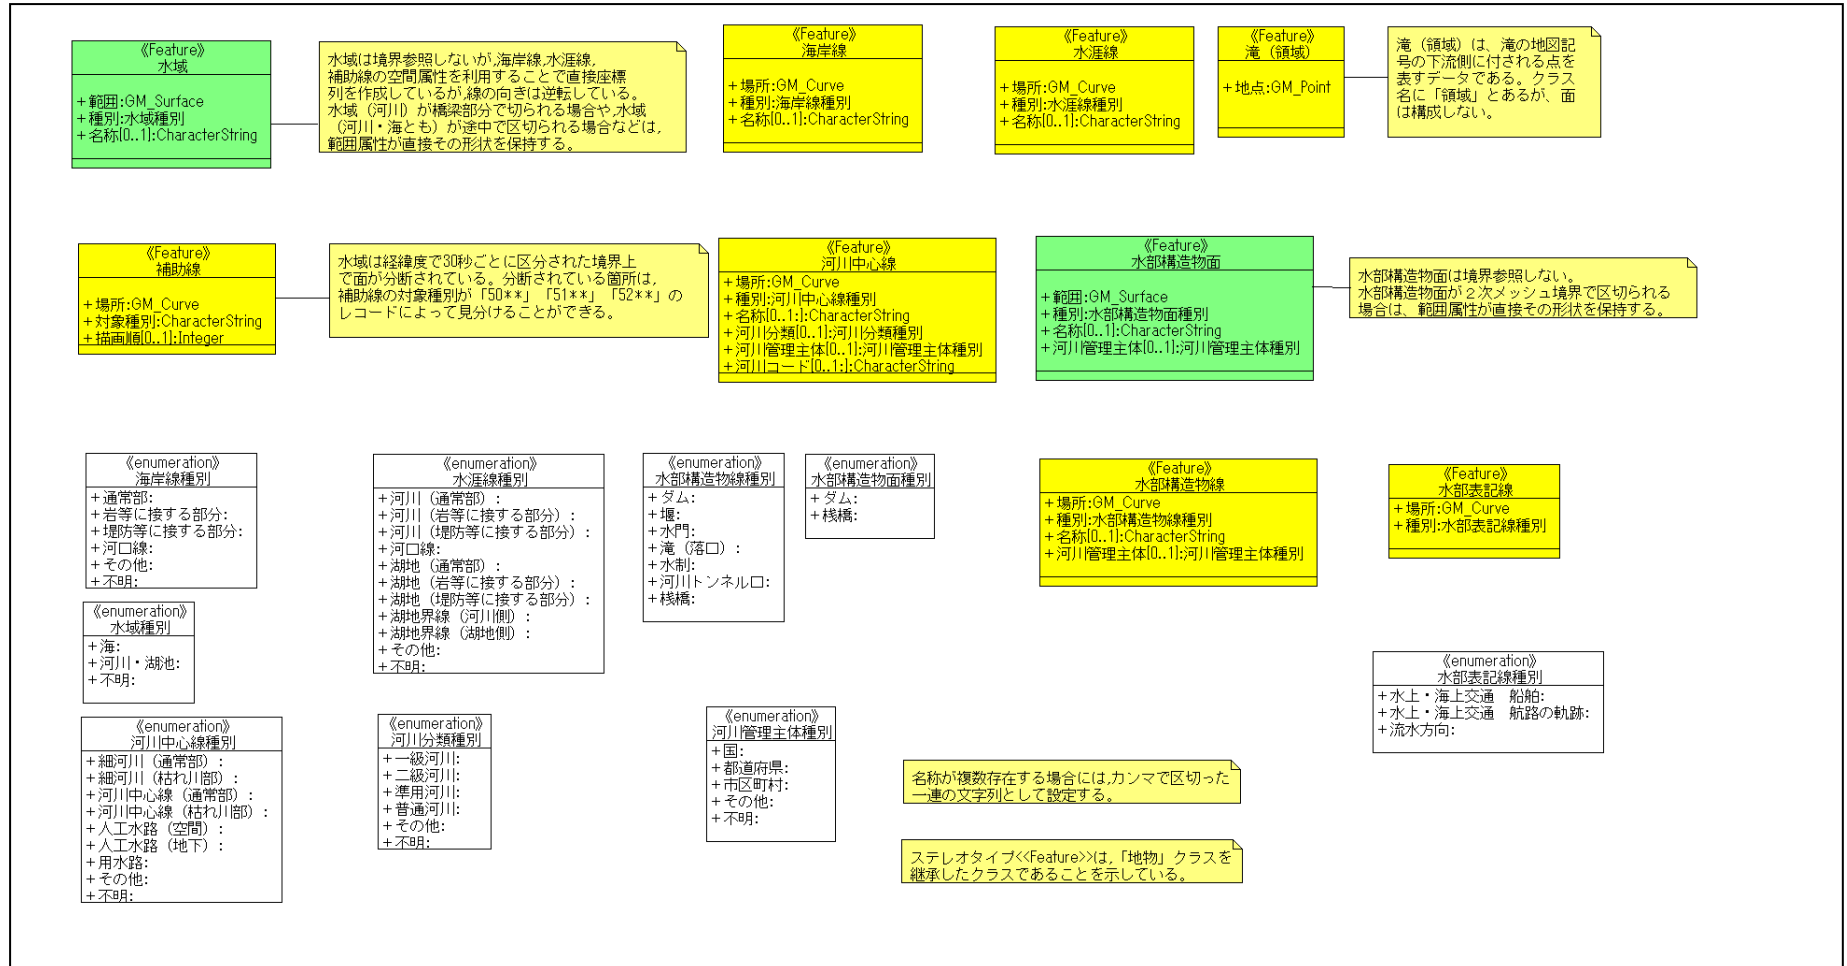 《Feature》
水域
+範囲:GM_Surface
+種別:水域種別
+名称[0..1]:CharacterString
水域は境界参照しないが,海岸線,水涯線,
補助線の空間属性を利用することで直接座標
列を作成しているが,線の向きは逆転している。
水域（河川）が橋梁部分で切られる場合や,水域
（河川・海とも）が途中で区切られる場合などは,
範囲属性が直接その形状を保持する。
《Feature》
海岸線
+場所:GM_Curve
+種別:海岸線種別
+名称[0..1]:CharacterString
《Feature》
水涯線
+場所:GM_Curve
+種別:水涯線種別
+名称[0..1]:CharacterString
《Feature》
滝（領域）
+地点:GM_Point
滝（領域）は、滝の地図記
号の下流側に付される点を
表すデータである。クラス
名に「領域」とあるが、面
は構成しない。
《Feature》
補助線
+場所:GM_Curve
+対象種別:CharacterString
+描画順[0..1]:Integer
水域は経緯度で30秒ごとに区分された境界上
で面が分断されている。分断されている箇所は,
補助線の対象種別が「50**」「51**」「52**」の
レコードによって見分けることができる。
《Feature》
河川中心線
+場所:GM_Curve
+種別:河川中心線種別
+名称[0..1]:CharacterString
+河川分類[0..1]:河川分類種別
+河川管理主体[0..1]:河川管理主体種別
+河川コード[0..1:]:CharacterString
《Feature》
水部構造物面
+範囲:GM_Surface
+種別:水部構造物面種別
+名称[0..1]:CharacterString
+河川管理主体[0..1]:河川管理主体種別
水部構造物面は境界参照しない。
水部構造物面が２次メッシュ境界で区切られる
場合は、範囲属性が直接その形状を保持する。
《enumeration》
海岸線種別
+通常部:
+岩等に接する部分:
+堤防等に接する部分:
+河口線:
+その他:
+不明:
《enumeration》
水涯線種別
+河川（通常部）:
+河川（岩等に接する部分）:
+河川（堤防等に接する部分）:
+河口線:
+湖池（通常部）:
+湖池（岩等に接する部分）:
+湖池（堤防等に接する部分）:
+湖池界線（河川側）:
+湖池界線（湖池側）:
+その他:
+不明:
《enumeration》
水部構造物線種別
+ダム:
+堰:
+水門:
+滝（落口）:
+水制:
+河川トンネル口:
+桟橋:
《enumeration》
水部構造物面種別
+ダム:
+桟橋:
《Feature》
水部構造物線
+場所:GM_Curve
+種別:水部構造物線種別
+名称[0..1]:CharacterString
+河川管理主体[0..1]:河川管理主体種別
《Feature》
水部表記線
+場所:GM_Curve
+種別:水部表記線種別
《enumeration》
水域種別
+海:
+河川・湖池:
+不明:
《enumeration》
水部表記線種別
+水上・海上交通　船舶:
+水上・海上交通　航路の軌跡:
+流水方向:
《enumeration》
河川中心線種別
+細河川（通常部）:
+細河川（枯れ川部）:
+河川中心線（通常部）:
+河川中心線（枯れ川部）:
+人工水路（空間）:
+人工水路（地下）:
+用水路:
+その他:
+不明:
《enumeration》
河川分類種別
+一級河川:
+二級河川:
+準用河川:
+普通河川:
+その他:
+不明:
《enumeration》
河川管理主体種別
+国:
+都道府県:
+市区町村:
+その他:
+不明:
名称が複数存在する場合には,カンマで区切った
一連の文字列として設定する。
ステレオタイプ<<Feature>>は,「地物」クラスを
継承したクラスであることを示している。